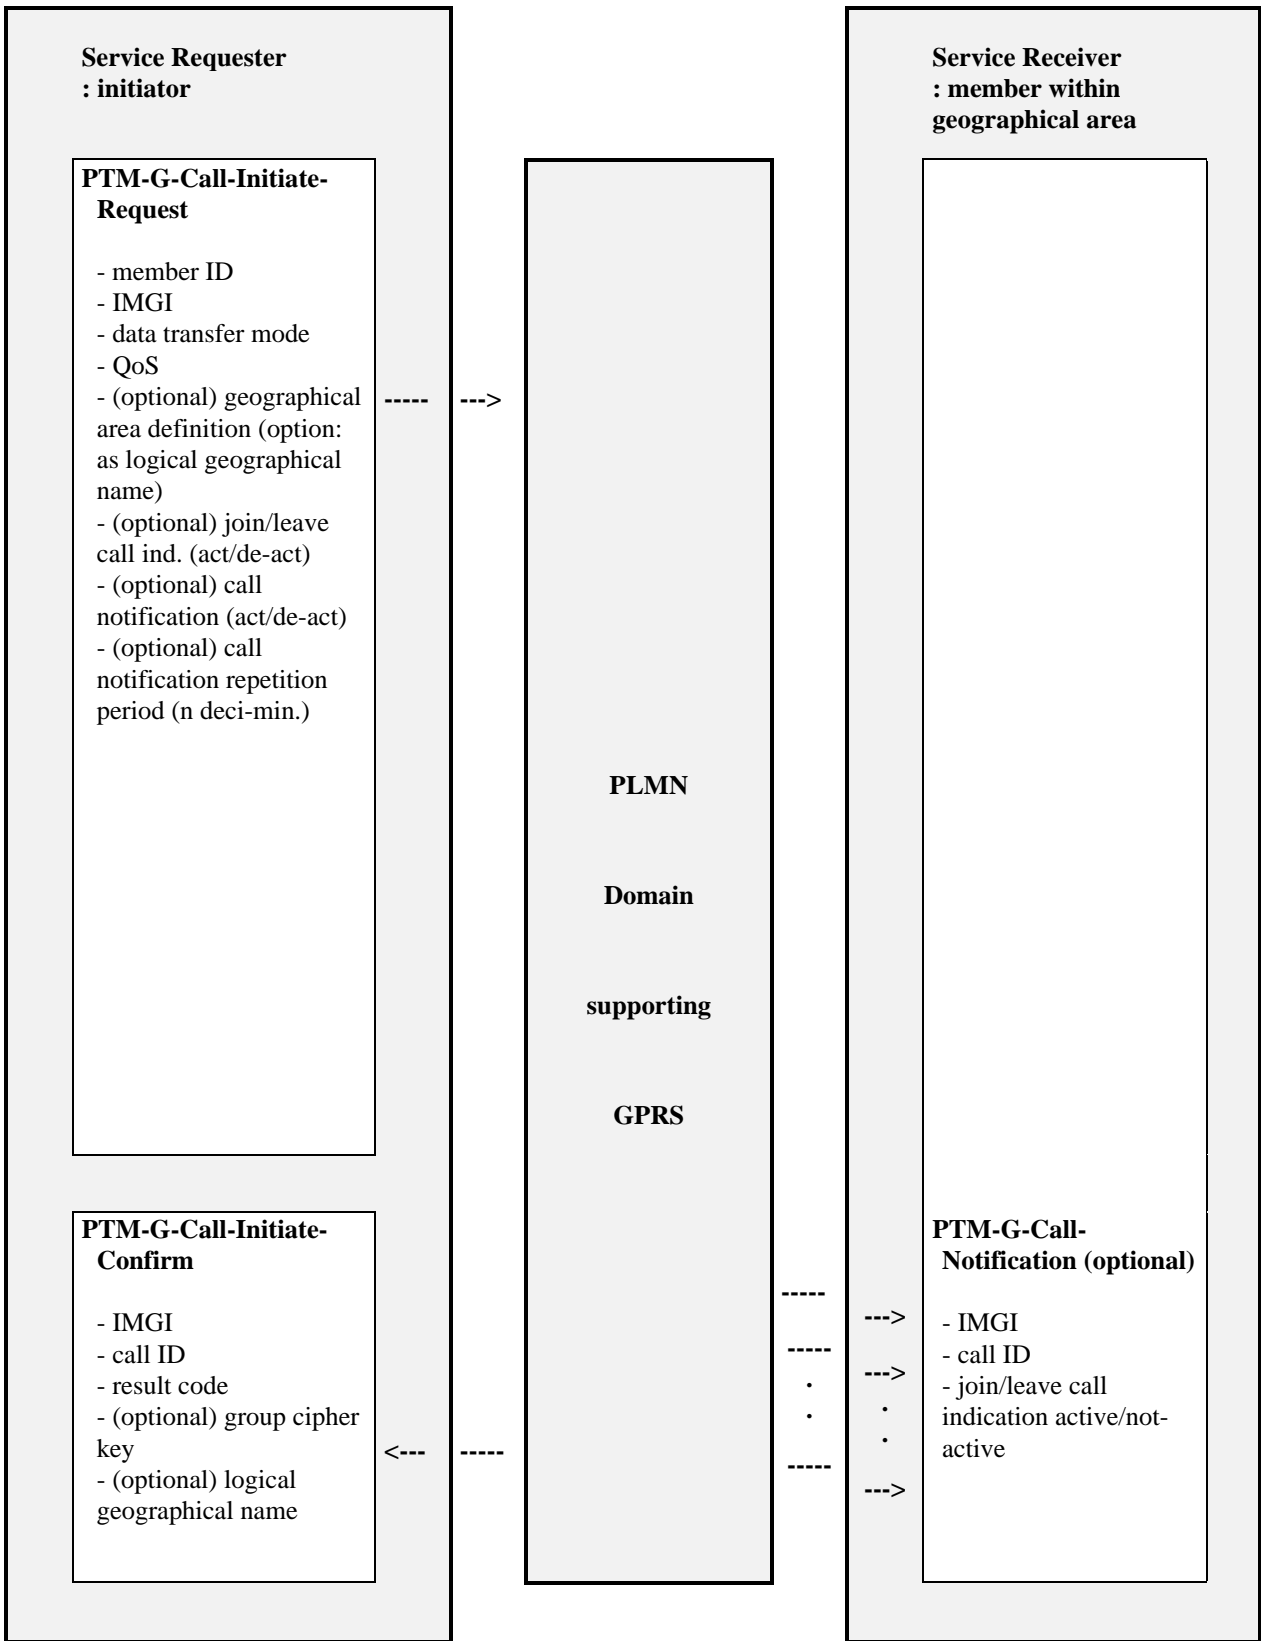 Service Requester
: initiator
Service Receiver
: member within
geographical area
PTM-G-Call-Initiate-
Request
- member ID
- IMGI
- data transfer mode
- QoS
- (optional) geographical
area definition (option:
as logical geographical
name)
- (optional) join/leave
call ind. (act/de-act)
- (optional) call
notification (act/de-act)
- (optional) call
notification repetition
period (n deci-min.)
----- --->
PLMN
Domain
supporting
GPRS
PTM-G-Call-Initiate-
Confirm
- IMGI
- call ID
- result code
- (optional) group cipher
key
- (optional) logical
geographical name
<--- -----
-----
--->
-----
--->
. .
. .
-----
--->
PTM-G-Call-
Notification (optional)
- IMGI
- call ID
- join/leave call
indication active/not-
active